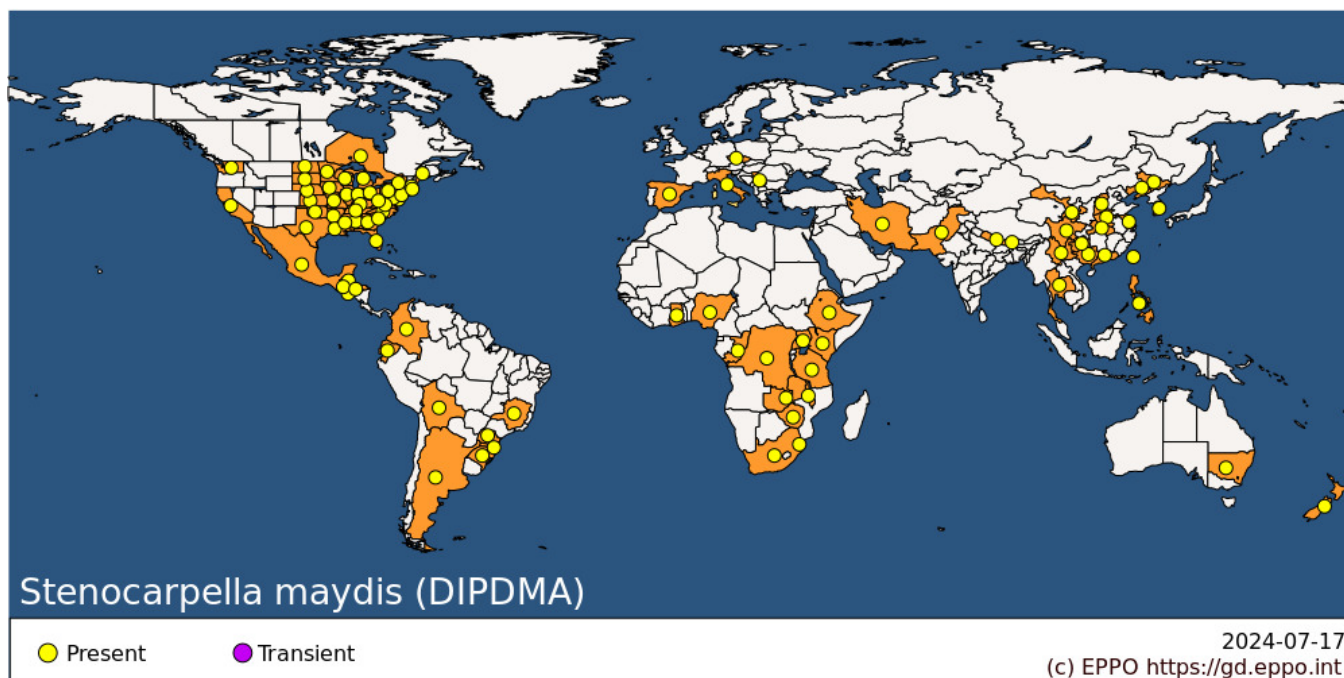 Stenocarpella maydis (DIPDMA)
Present
Transient
2024-07-17
(c) EPPO https://gd.eppo.int